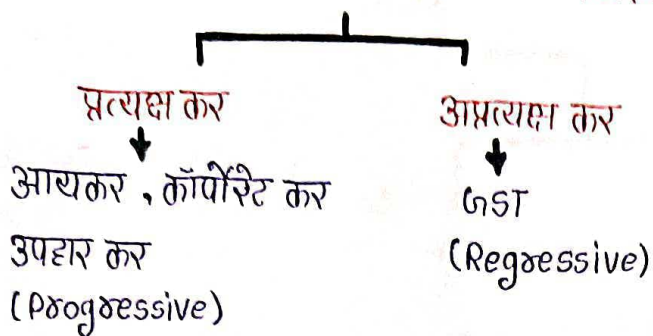 प्रत्यक्ष कर
अप्रत्यक्ष कर
आयकर , कॉर्पोरेट कर
उपहार कर
(Progressive)
GST
(Regressive)